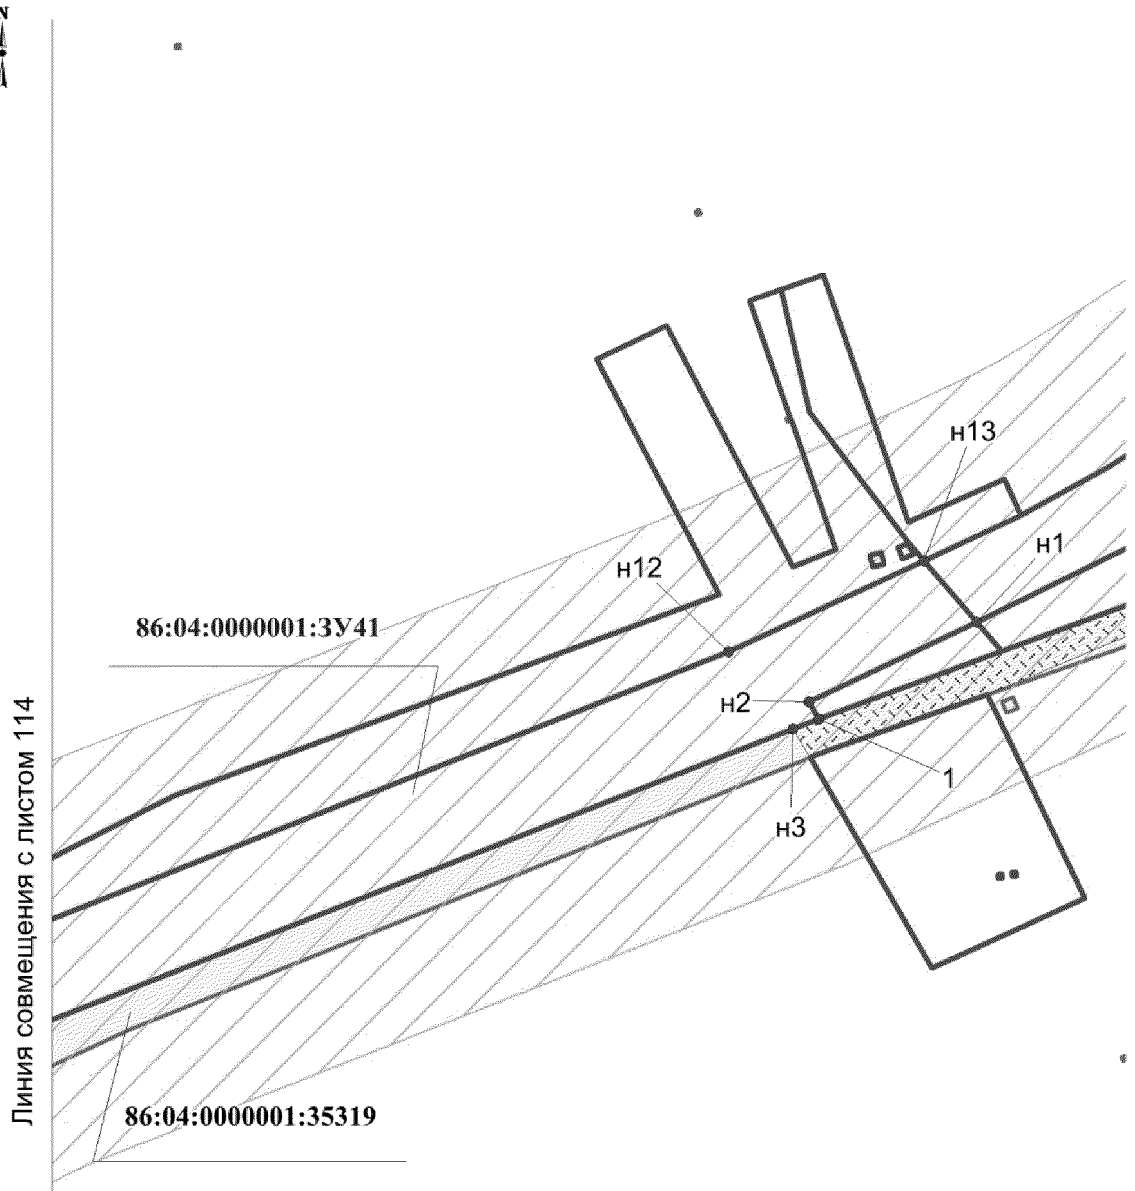 N
н13
н1
н12
86:04:0000001:ЗУ41
н2
1
н3
86:04:0000001:35319
Линия совмещения с листом 114